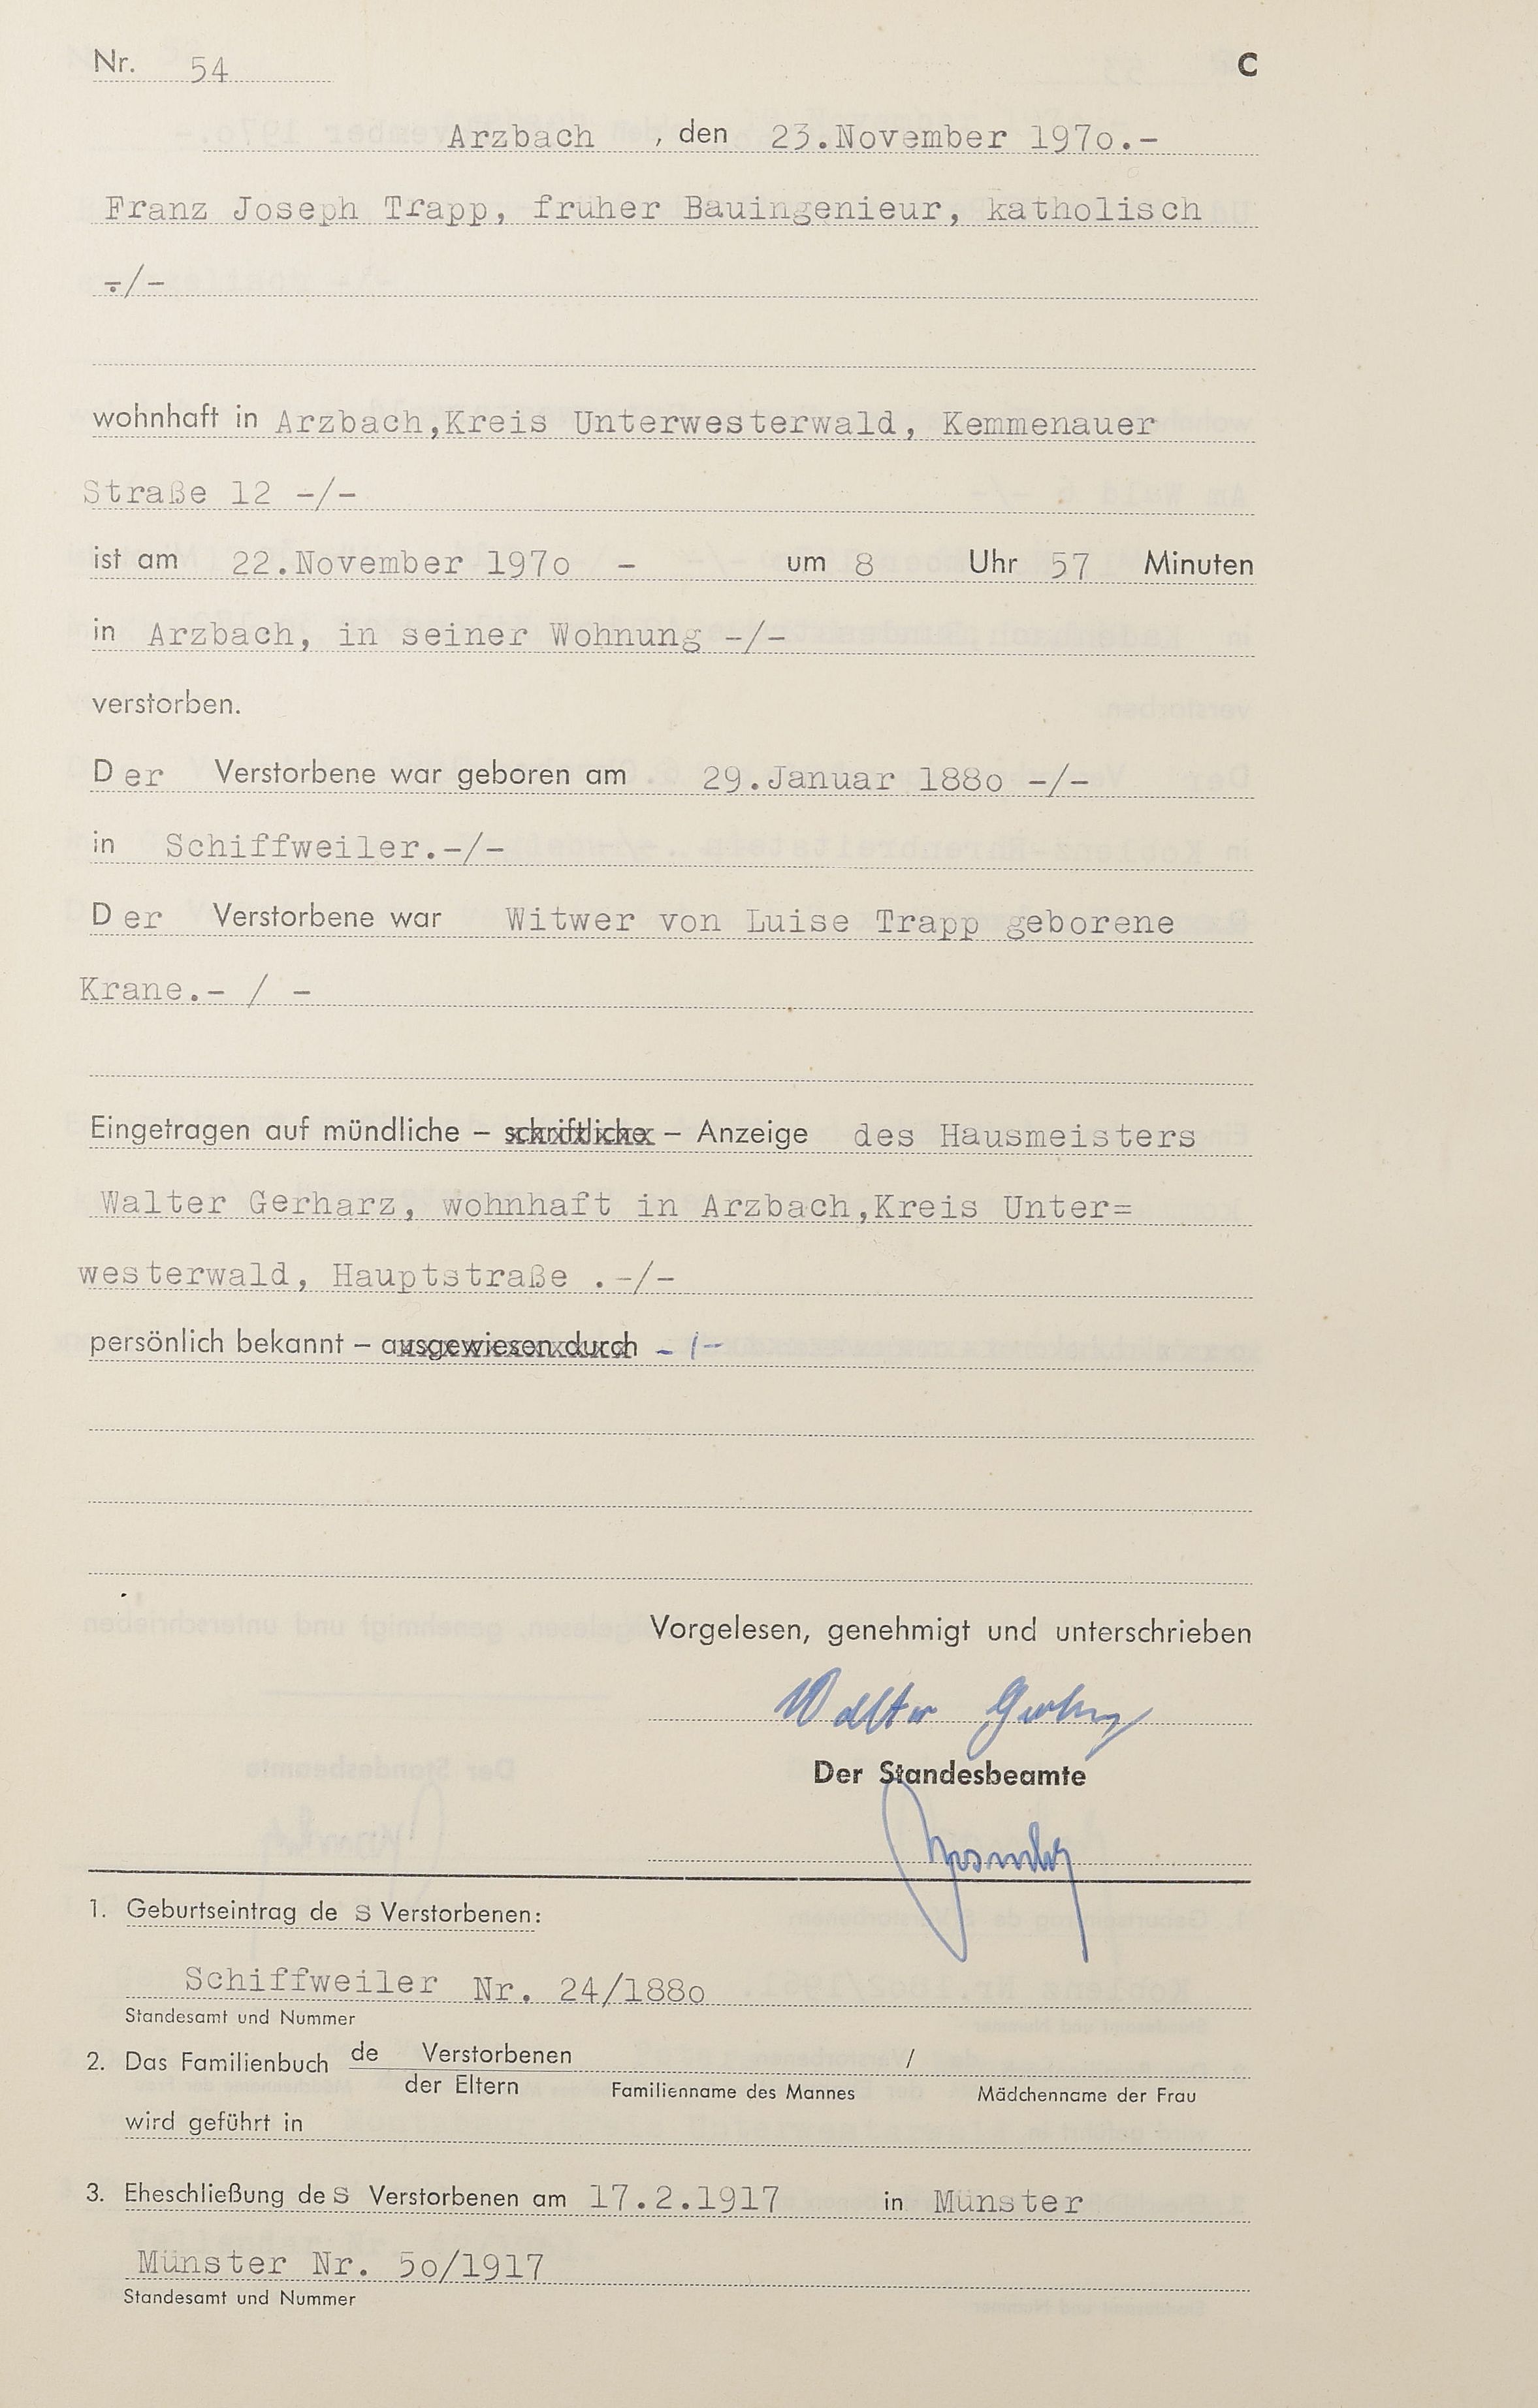 Nr. 54 C
Arzbach , den 23.November 197o.-
Franz Joseph Trapp, früher Bauingenieur, katholisch
-/-
wohnhaft in Arzbach,Kreis Unterwesterwald, Kemmenauer
Straße 12 -/-
ist am 22.November 197o - um 8 Uhr 57 Minuten
in Arzbach, in seiner Wohnung -/-
verstorben.
Der Verstorbene war geboren am 29.Januar 188o -/-
in Schiffweiler.-/-
Der Verstorbene war Witwer von Luise Trapp geborene
Krane.- / -
Eingetragen auf mündliche – schriftliche – Anzeige des Hausmeisters
Walter Gerharz, wohnhaft in Arzbach,Kreis Unter=
westerwald, Hauptstraße .-/-
persönlich bekannt – ausgewiesen durch - /-
Vorgelesen, genehmigt und unterschrieben
Walter Gerharz
Der Standesbeamte
1. Geburtseintrag de s Verstorbenen:
Schiffweiler Nr. 24/188o
Standesamt und Nummer
2. Das Familienbuch de Verstorbenen /
der Eltern Familienname des Mannes Mädchenname der Frau
wird geführt in
3. Eheschließung des Verstorbenen am 17.2.1917 in Münster
Münster Nr. 5o/1917
Standesamt und Nummer